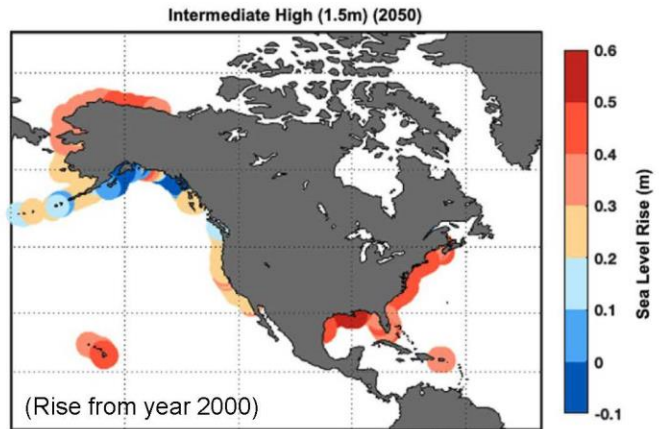 Intermediate High (1.5m) (2050)
0.6
0.5
0.4
0.3
0.2
0.1
0
-0.1
Sea Level Rise (m)
(Rise from year 2000)